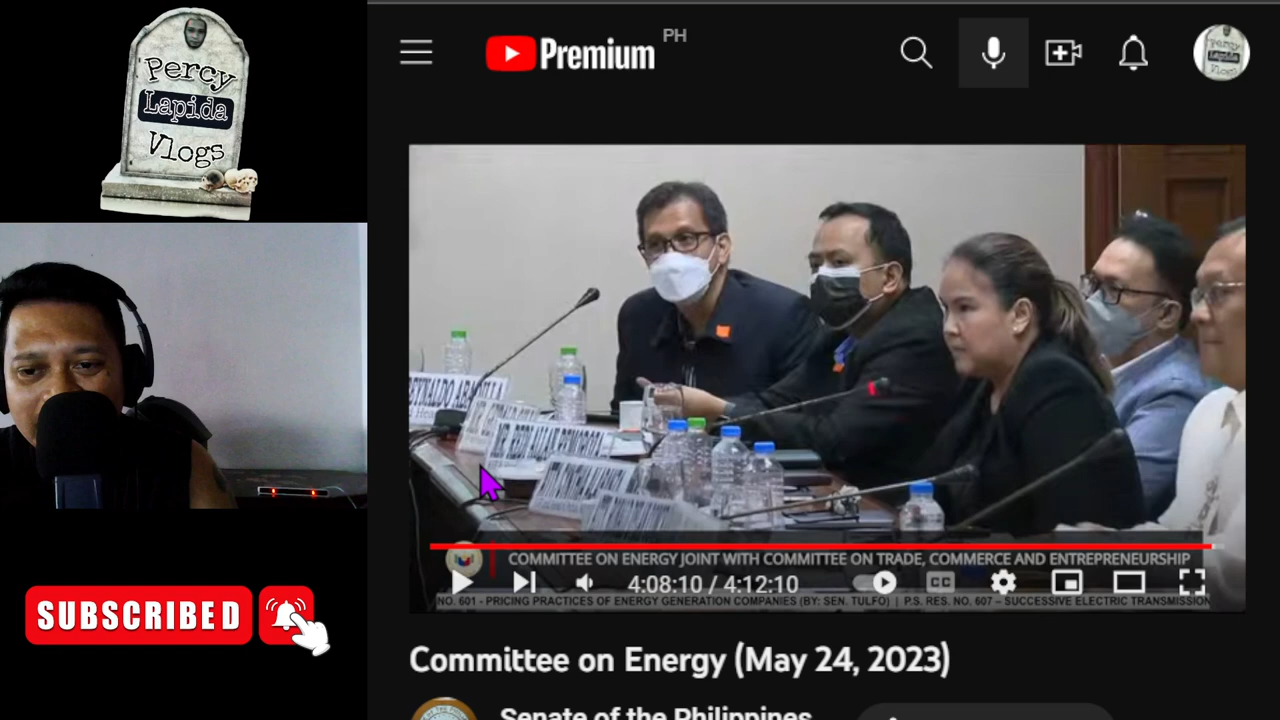 Percy
Lapida
Vlogs
SUBSCRIBED
Premium PH
COMMITTEE ON ENERGY JOINT WITH COMMITTEE ON TRADE, COMMERCE AND ENTREPRENEURSHIP
4:08:10 / 4:12:10
CC
NO. 601 - PRICING PRACTICES OF ENERGY GENERATION COMPANIES (BY: SEN. TULFO) | P.S. RES. NO. 607 – SUCCESSIVE ELECTRIC TRANSMISSION
Committee on Energy (May 24, 2023)
Senate of the Philippines